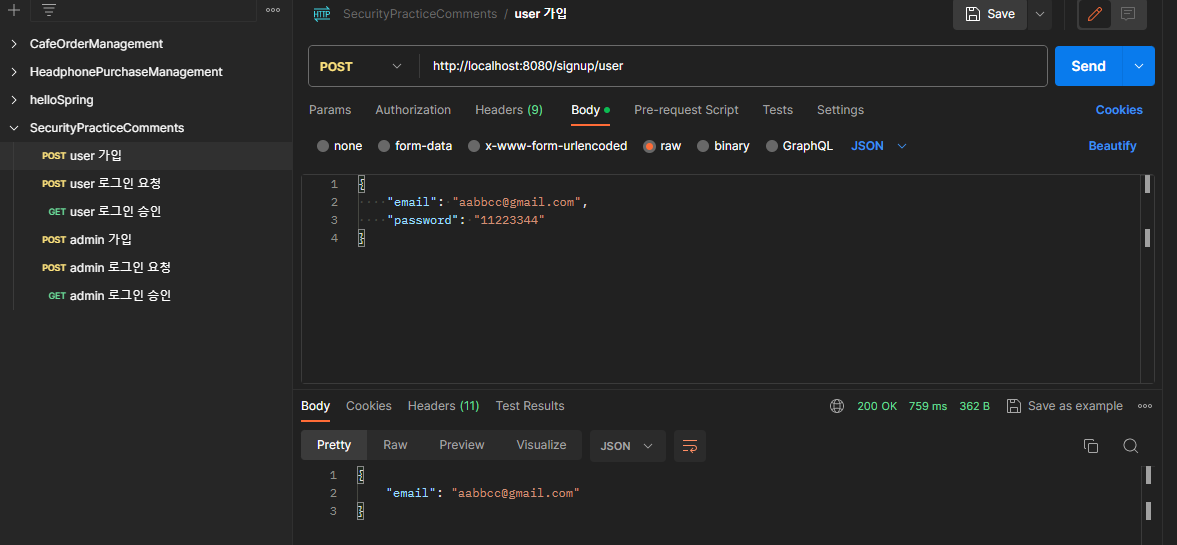 HTTP SecurityPracticeComments / user 가입 Save
CafeOrderManagement
HeadphonePurchaseManagement
helloSpring
SecurityPracticeComments
POST user 가입
POST user 로그인 요청
GET user 로그인 승인
POST admin 가입
POST admin 로그인 요청
GET admin 로그인 승인
POST http://localhost:8080/signup/user Send
Params Authorization Headers (9) Body Pre-request Script Tests Settings Cookies
none form-data x-www-form-urlencoded raw binary GraphQL JSON Beautify
1 {
2 "email": "aabbcc@gmail.com",
3 "password": "11223344"
4 }
Body Cookies Headers (11) Test Results 200 OK 759 ms 362 B Save as example
Pretty Raw Preview Visualize JSON
1 {
2 "email": "aabbcc@gmail.com"
3 }